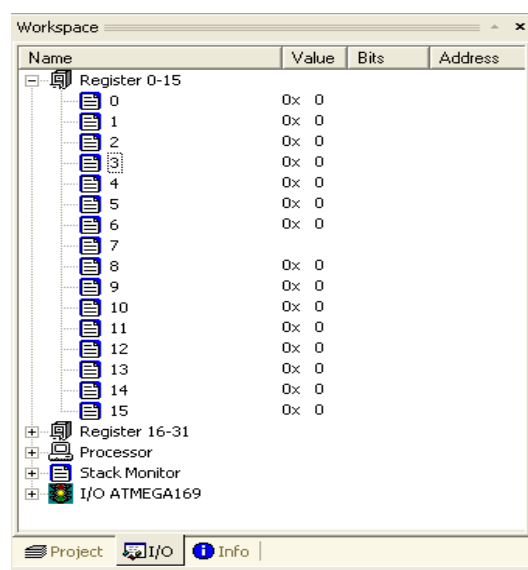 Workspace
Name Value Bits Address
Register 0-15
0 0x 0
1 0x 0
2 0x 0
3 0x 0
4 0x 0
5 0x 0
6 0x 0
7
8 0x 0
9 0x 0
10 0x 0
11 0x 0
12 0x 0
13 0x 0
14 0x 0
15 0x 0
Register 16-31
Processor
Stack Monitor
I/O ATMEGA169
Project I/O Info